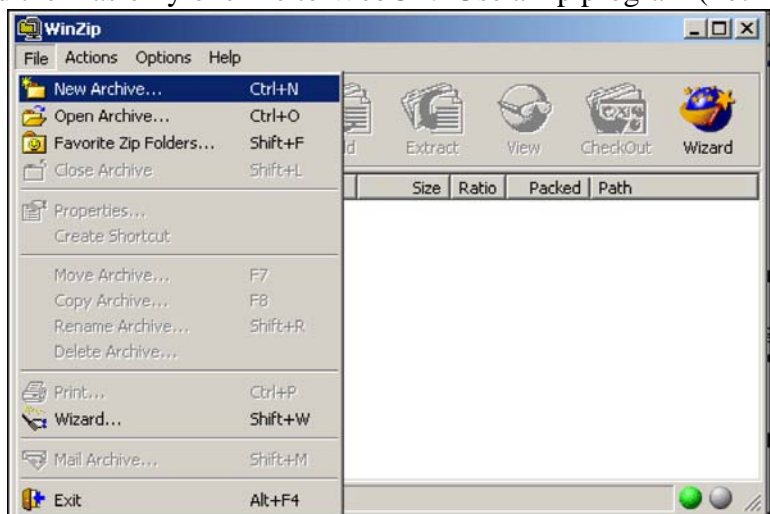 WinZip
File Actions Options Help
New Archive... Ctrl+N
Open Archive... Ctrl+O
Favorite Zip Folders... Shift+F
Close Archive Shift+L
Properties...
Create Shortcut
Move Archive... F7
Copy Archive... F8
Rename Archive... Shift+R
Delete Archive...
Print... Ctrl+P
Wizard... Shift+W
Mail Archive... Shift+M
Exit Alt+F4
Extract View CheckOut Wizard
Size Ratio Packed Path